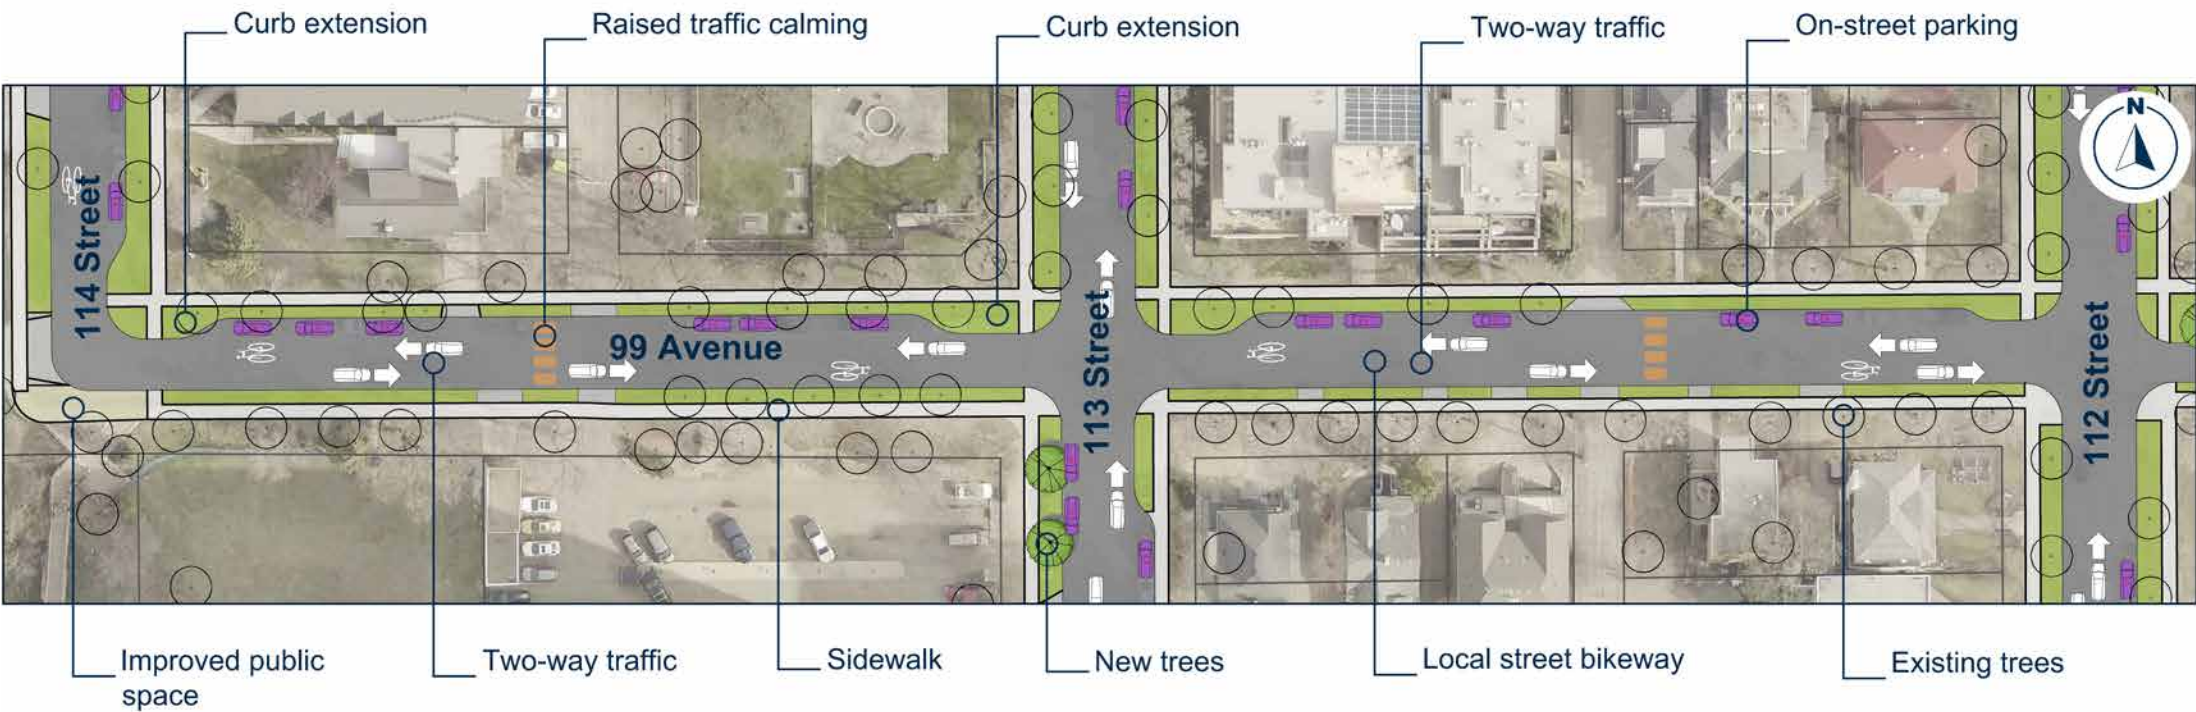 Curb extension
Raised traffic calming
Curb extension
Two-way traffic
On-street parking
N
114 Street
99 Avenue
113 Street
112 Street
Improved public
space
Two-way traffic
Sidewalk
New trees
Local street bikeway
Existing trees